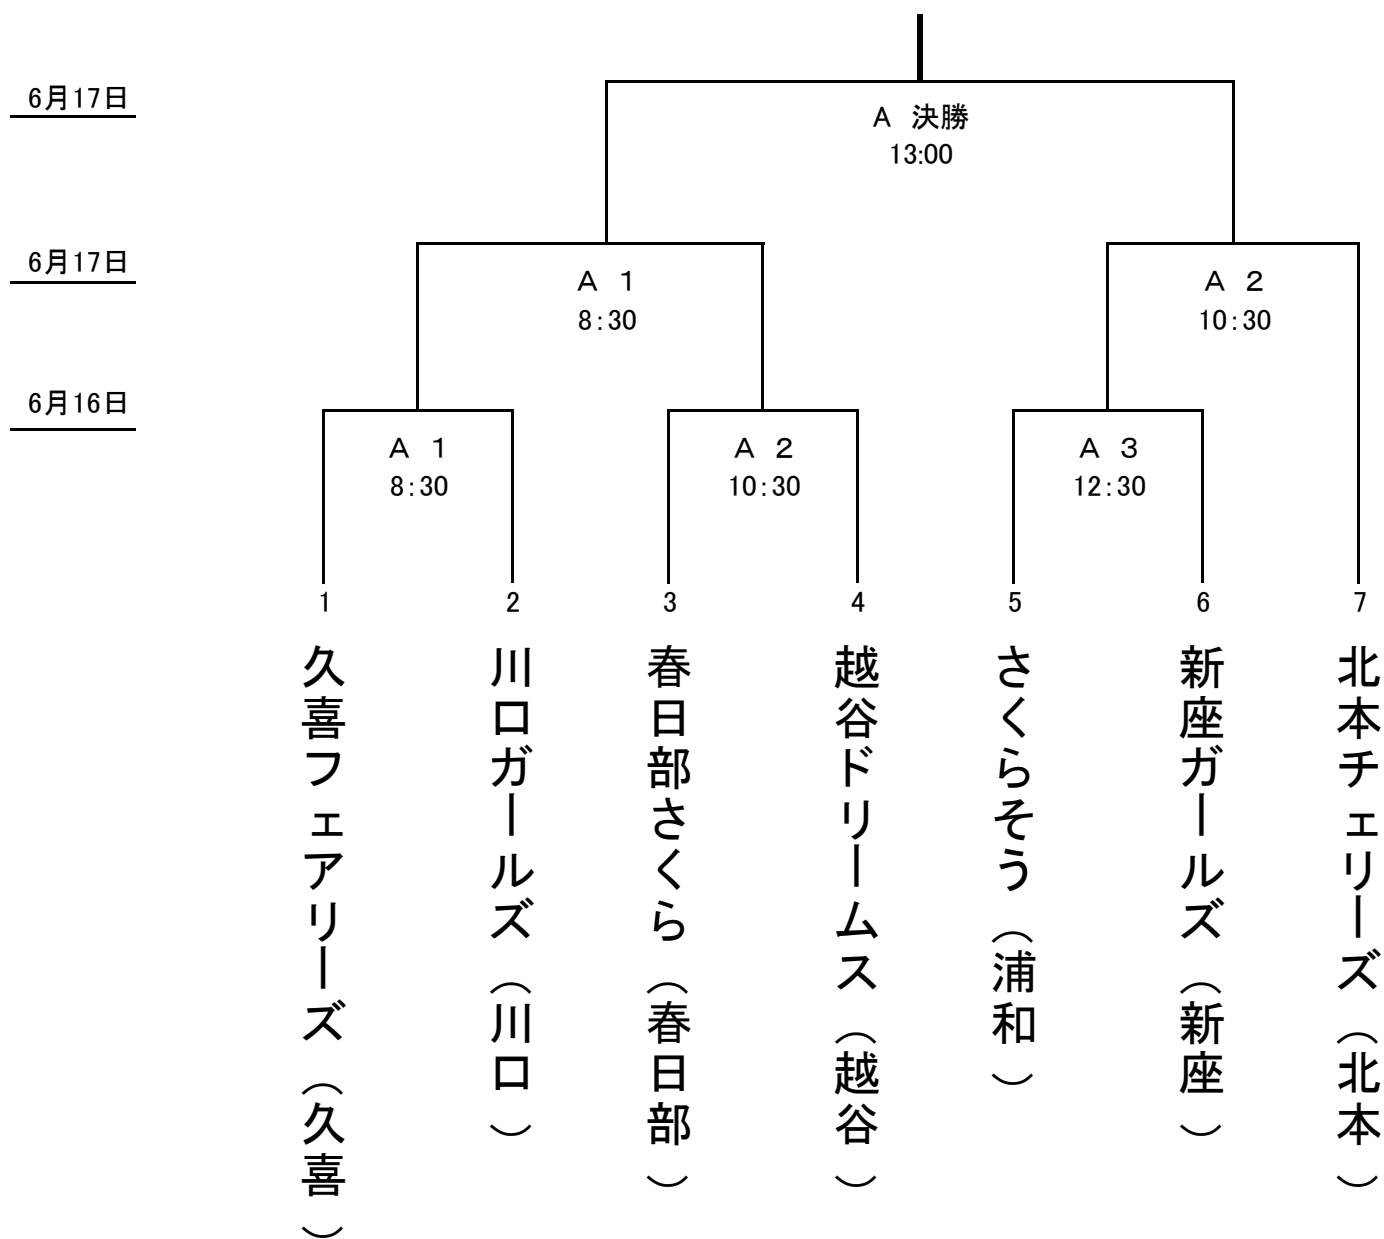 6月17日
A 決勝
13:00
6月17日
A 1
8:30
A 2
10:30
6月16日
A 1
8:30
A 2
10:30
A 3
12:30
1
2
3
4
5
6
7
久喜フェアリーズ（久喜）
川口ガールズ（川口）
春日部さくら（春日部）
越谷ドリームス（越谷）
さくらそう（浦和）
新座ガールズ（新座）
北本チェリーズ（北本）